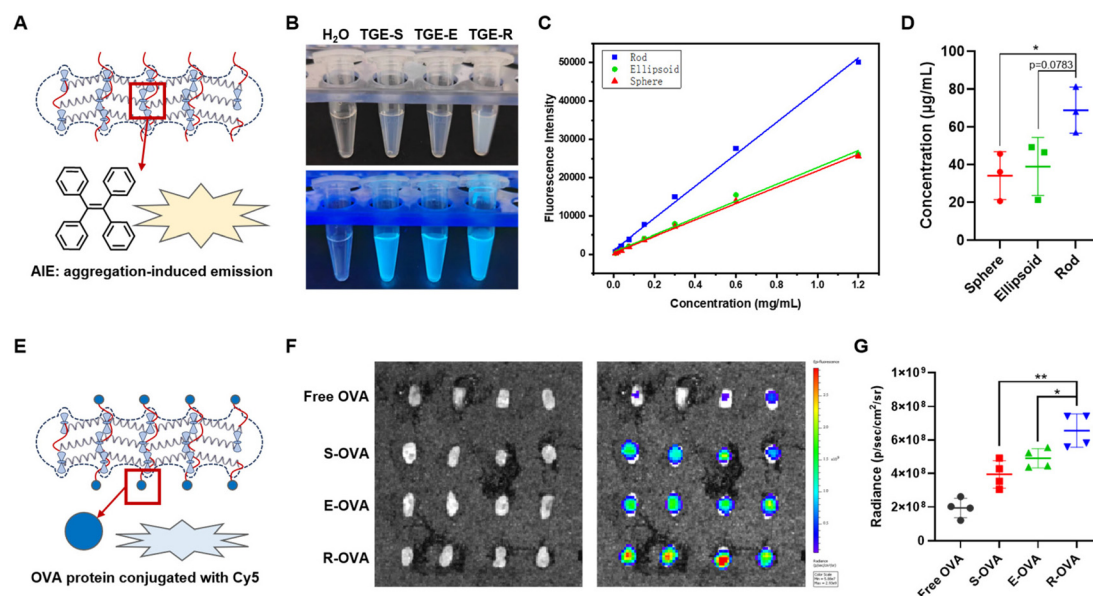 A
AIE: aggregation-induced emission
B
H₂O TGE-S TGE-E TGE-R
C
Fluorescence Intensity
50000
40000
30000
20000
10000
0
Rod
Ellipsoid
Sphere
0.0 0.2 0.4 0.6 0.8 1.0 1.2
Concentration (mg/mL)
D
Concentration (µg/mL)
100
80
60
40
20
0
*
p=0.0783
Sphere
Ellipsoid
Rod
E
OVA protein conjugated with Cy5
F
Free OVA
S-OVA
E-OVA
R-OVA
G
Radiance (p/sec/cm²/sr)
1×10⁹
8×10⁸
6×10⁸
4×10⁸
2×10⁸
0
**
*
Free OVA
S-OVA
E-OVA
R-OVA